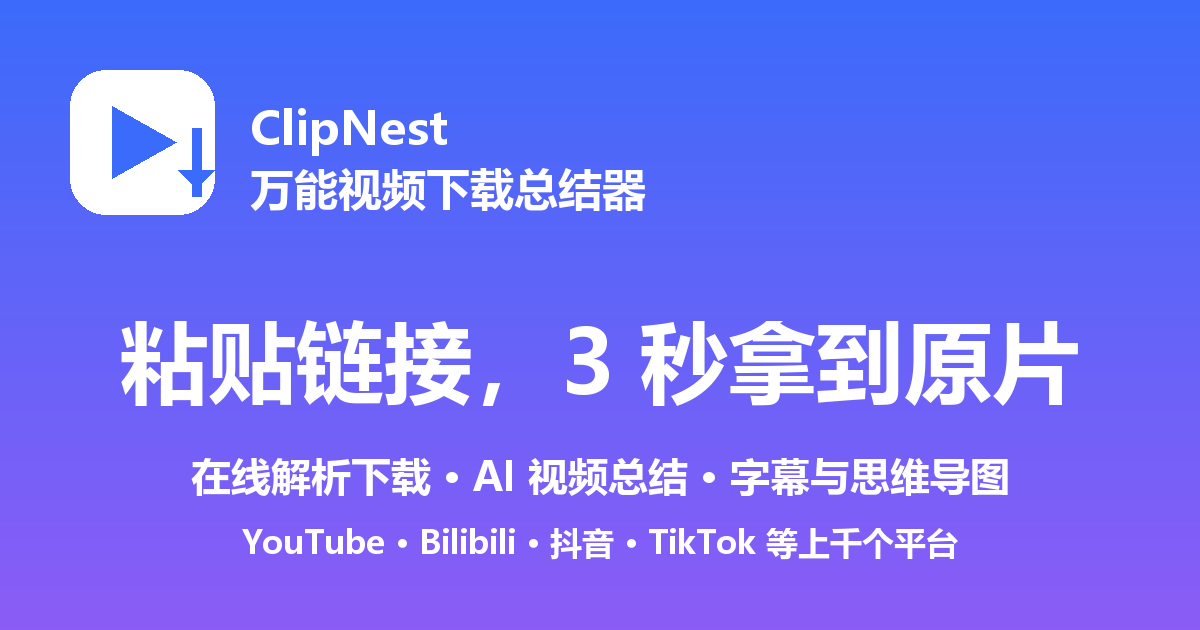 ClipNest
万能视频下载总结器
粘贴链接，3 秒拿到原片
在线解析下载 • AI 视频总结 • 字幕与思维导图
YouTube • Bilibili • 抖音 • TikTok 等上千个平台